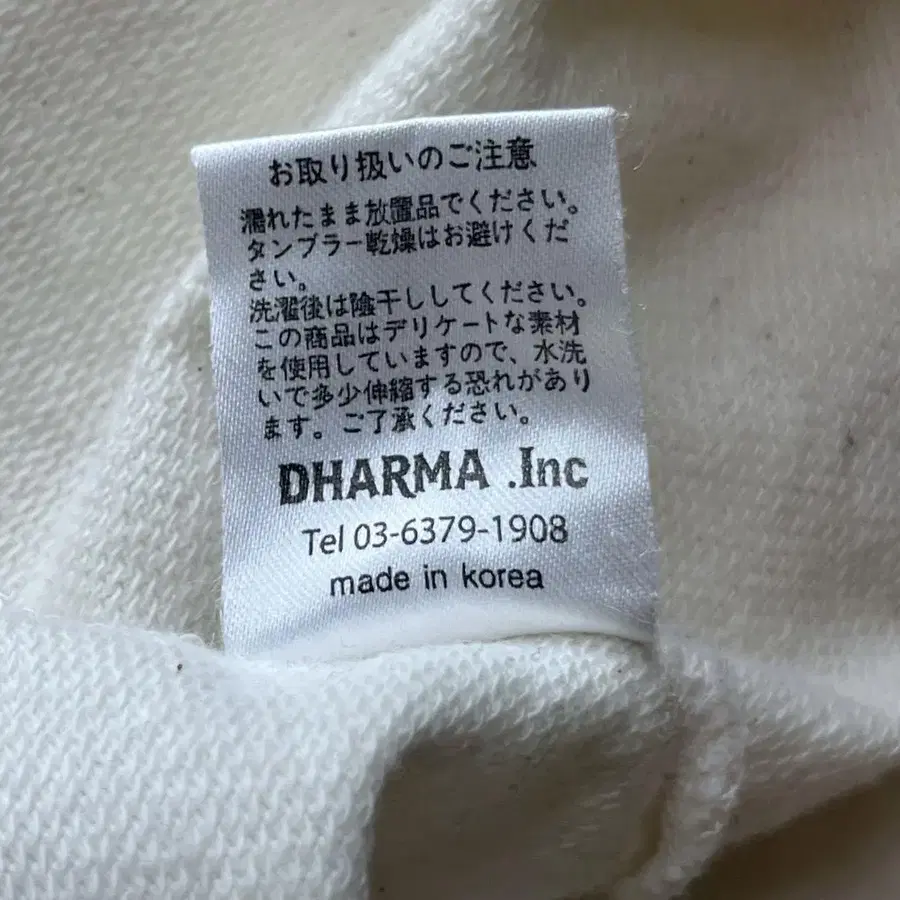 お取り扱いのご注意
濡れたまま放置品でください。
タンブラー乾燥はお避けくだ
さい。
洗濯後は陰干ししてください。
この商品はデリケートな素材
を使用していますので、水洗
いで多少伸縮する恐れがあり
ます。ご了承ください。
DHARMA .Inc
Tel 03-6379-1908
made in korea